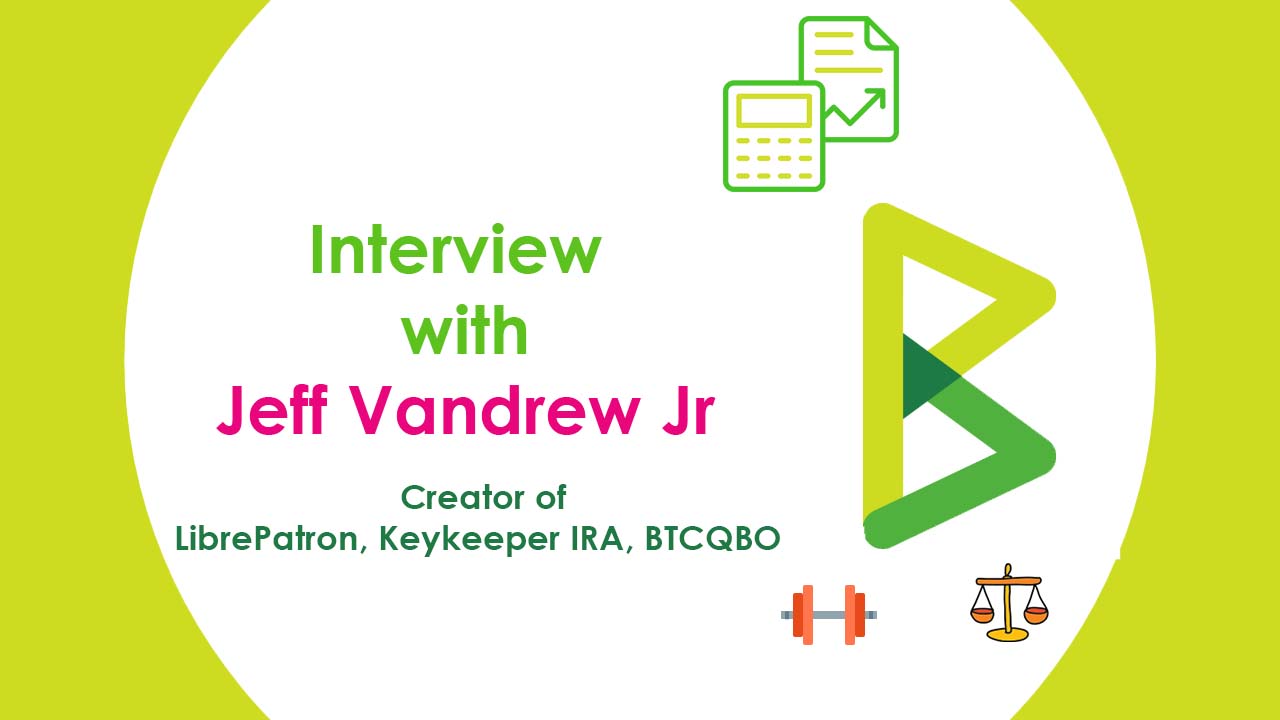 Interview
with
Jeff Vandrew Jr
Creator of
LibrePatron, Keykeeper IRA, BTCQBO